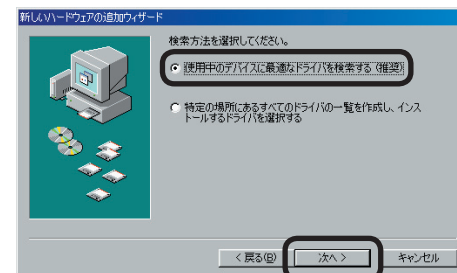 新しいハードウェアの追加ウィザード
検索方法を選択してください。
使用中のデバイスに最適なドライバを検索する (推奨)
特定の場所にあるすべてのドライバの一覧を作成し、インス
トールするドライバを選択する
< 戻る(B)
次へ >
キャンセル